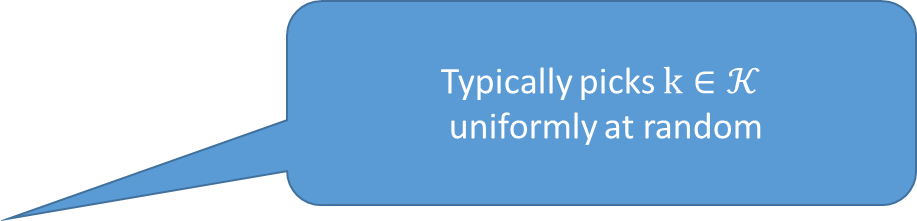 Typically picks k ∈ 𝒦
uniformly at random